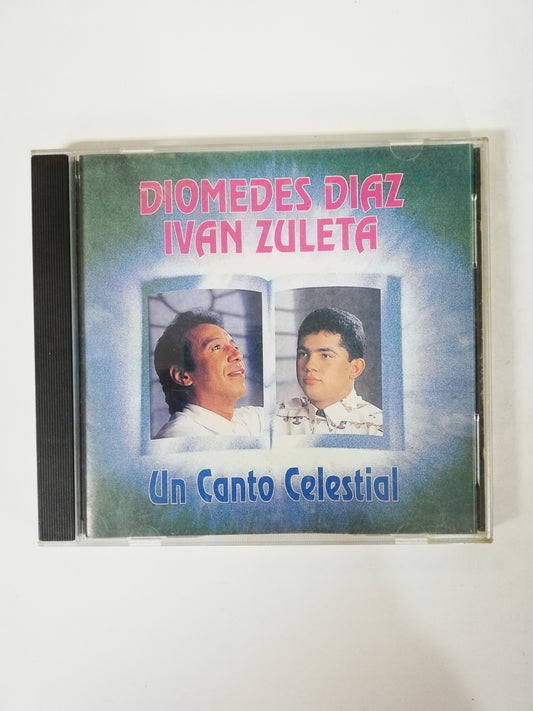 DIOMEDES DIAZ
IVAN ZULETA
Un Canto Celestial